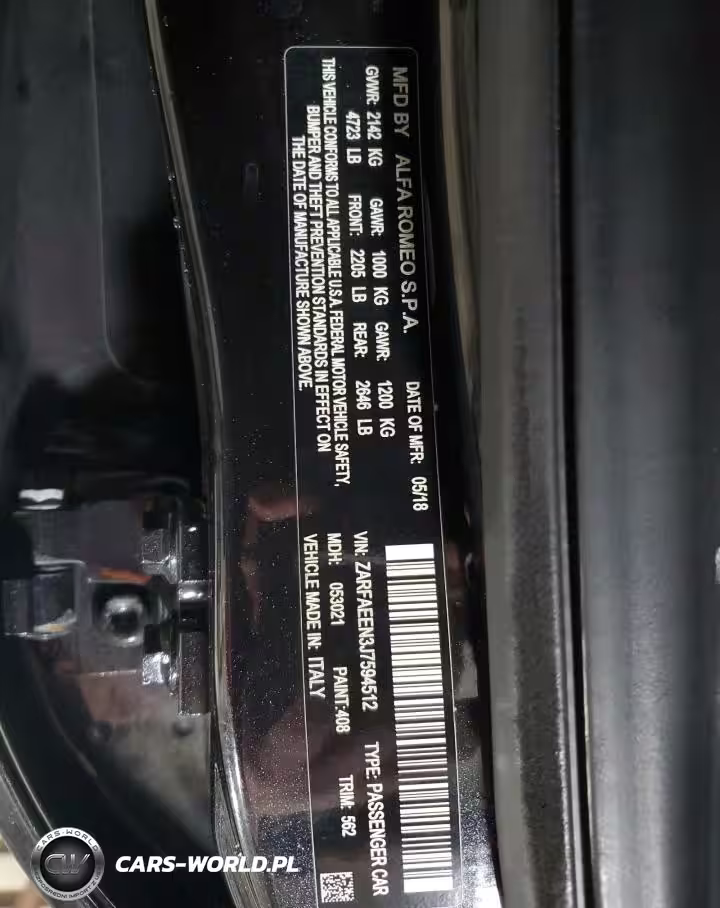 MFD BY ALFA ROMEO S.P.A. DATE OF MFR: 05/18
GVWR: 2142 KG GAWR: 1000 KG GAWR: 1200 KG
4723 LB FRONT: 2205 LB REAR: 2646 LB
THIS VEHICLE CONFORMS TO ALL APPLICABLE U.S.A. FEDERAL MOTOR VEHICLE SAFETY,
BUMPER AND THEFT PREVENTION STANDARDS IN EFFECT ON
THE DATE OF MANUFACTURE SHOWN ABOVE.
VIN: ZARFAEEN3J7594512 TYPE: PASSENGER CAR
MDH: 053021 PAINT:408 TRIM: 562
VEHICLE MADE IN: ITALY
CARS-WORLD
CW
CARS-WORLD.PL